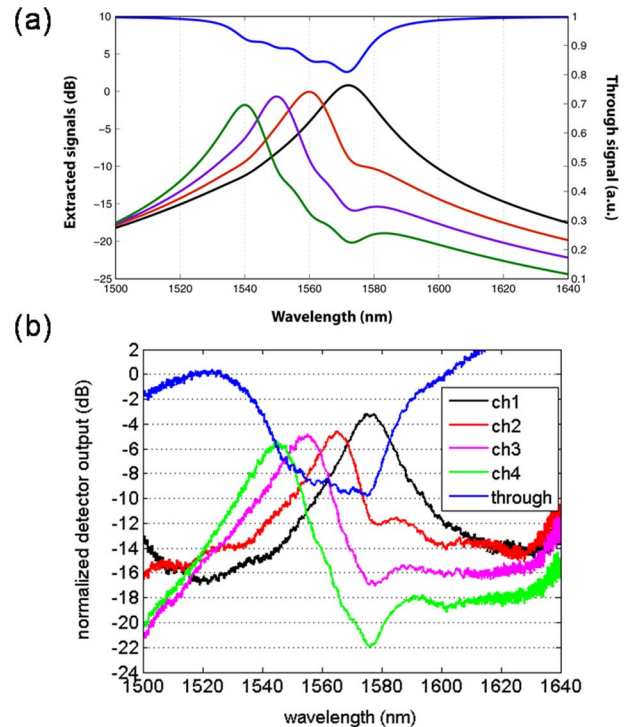 (a)
Extracted signals (dB)
10
5
0
-5
-10
-15
-20
-25
Through signal (a.u.)
1
0.9
0.8
0.7
0.6
0.5
0.4
0.3
0.2
0.1
1500 1520 1540 1560 1580 1600 1620 1640
Wavelength (nm)
(b)
normalized detector output (dB)
2
0
-2
-4
-6
-8
-10
-12
-14
-16
-18
-20
-22
-24
ch1
ch2
ch3
ch4
through
1500 1520 1540 1560 1580 1600 1620 1640
wavelength (nm)